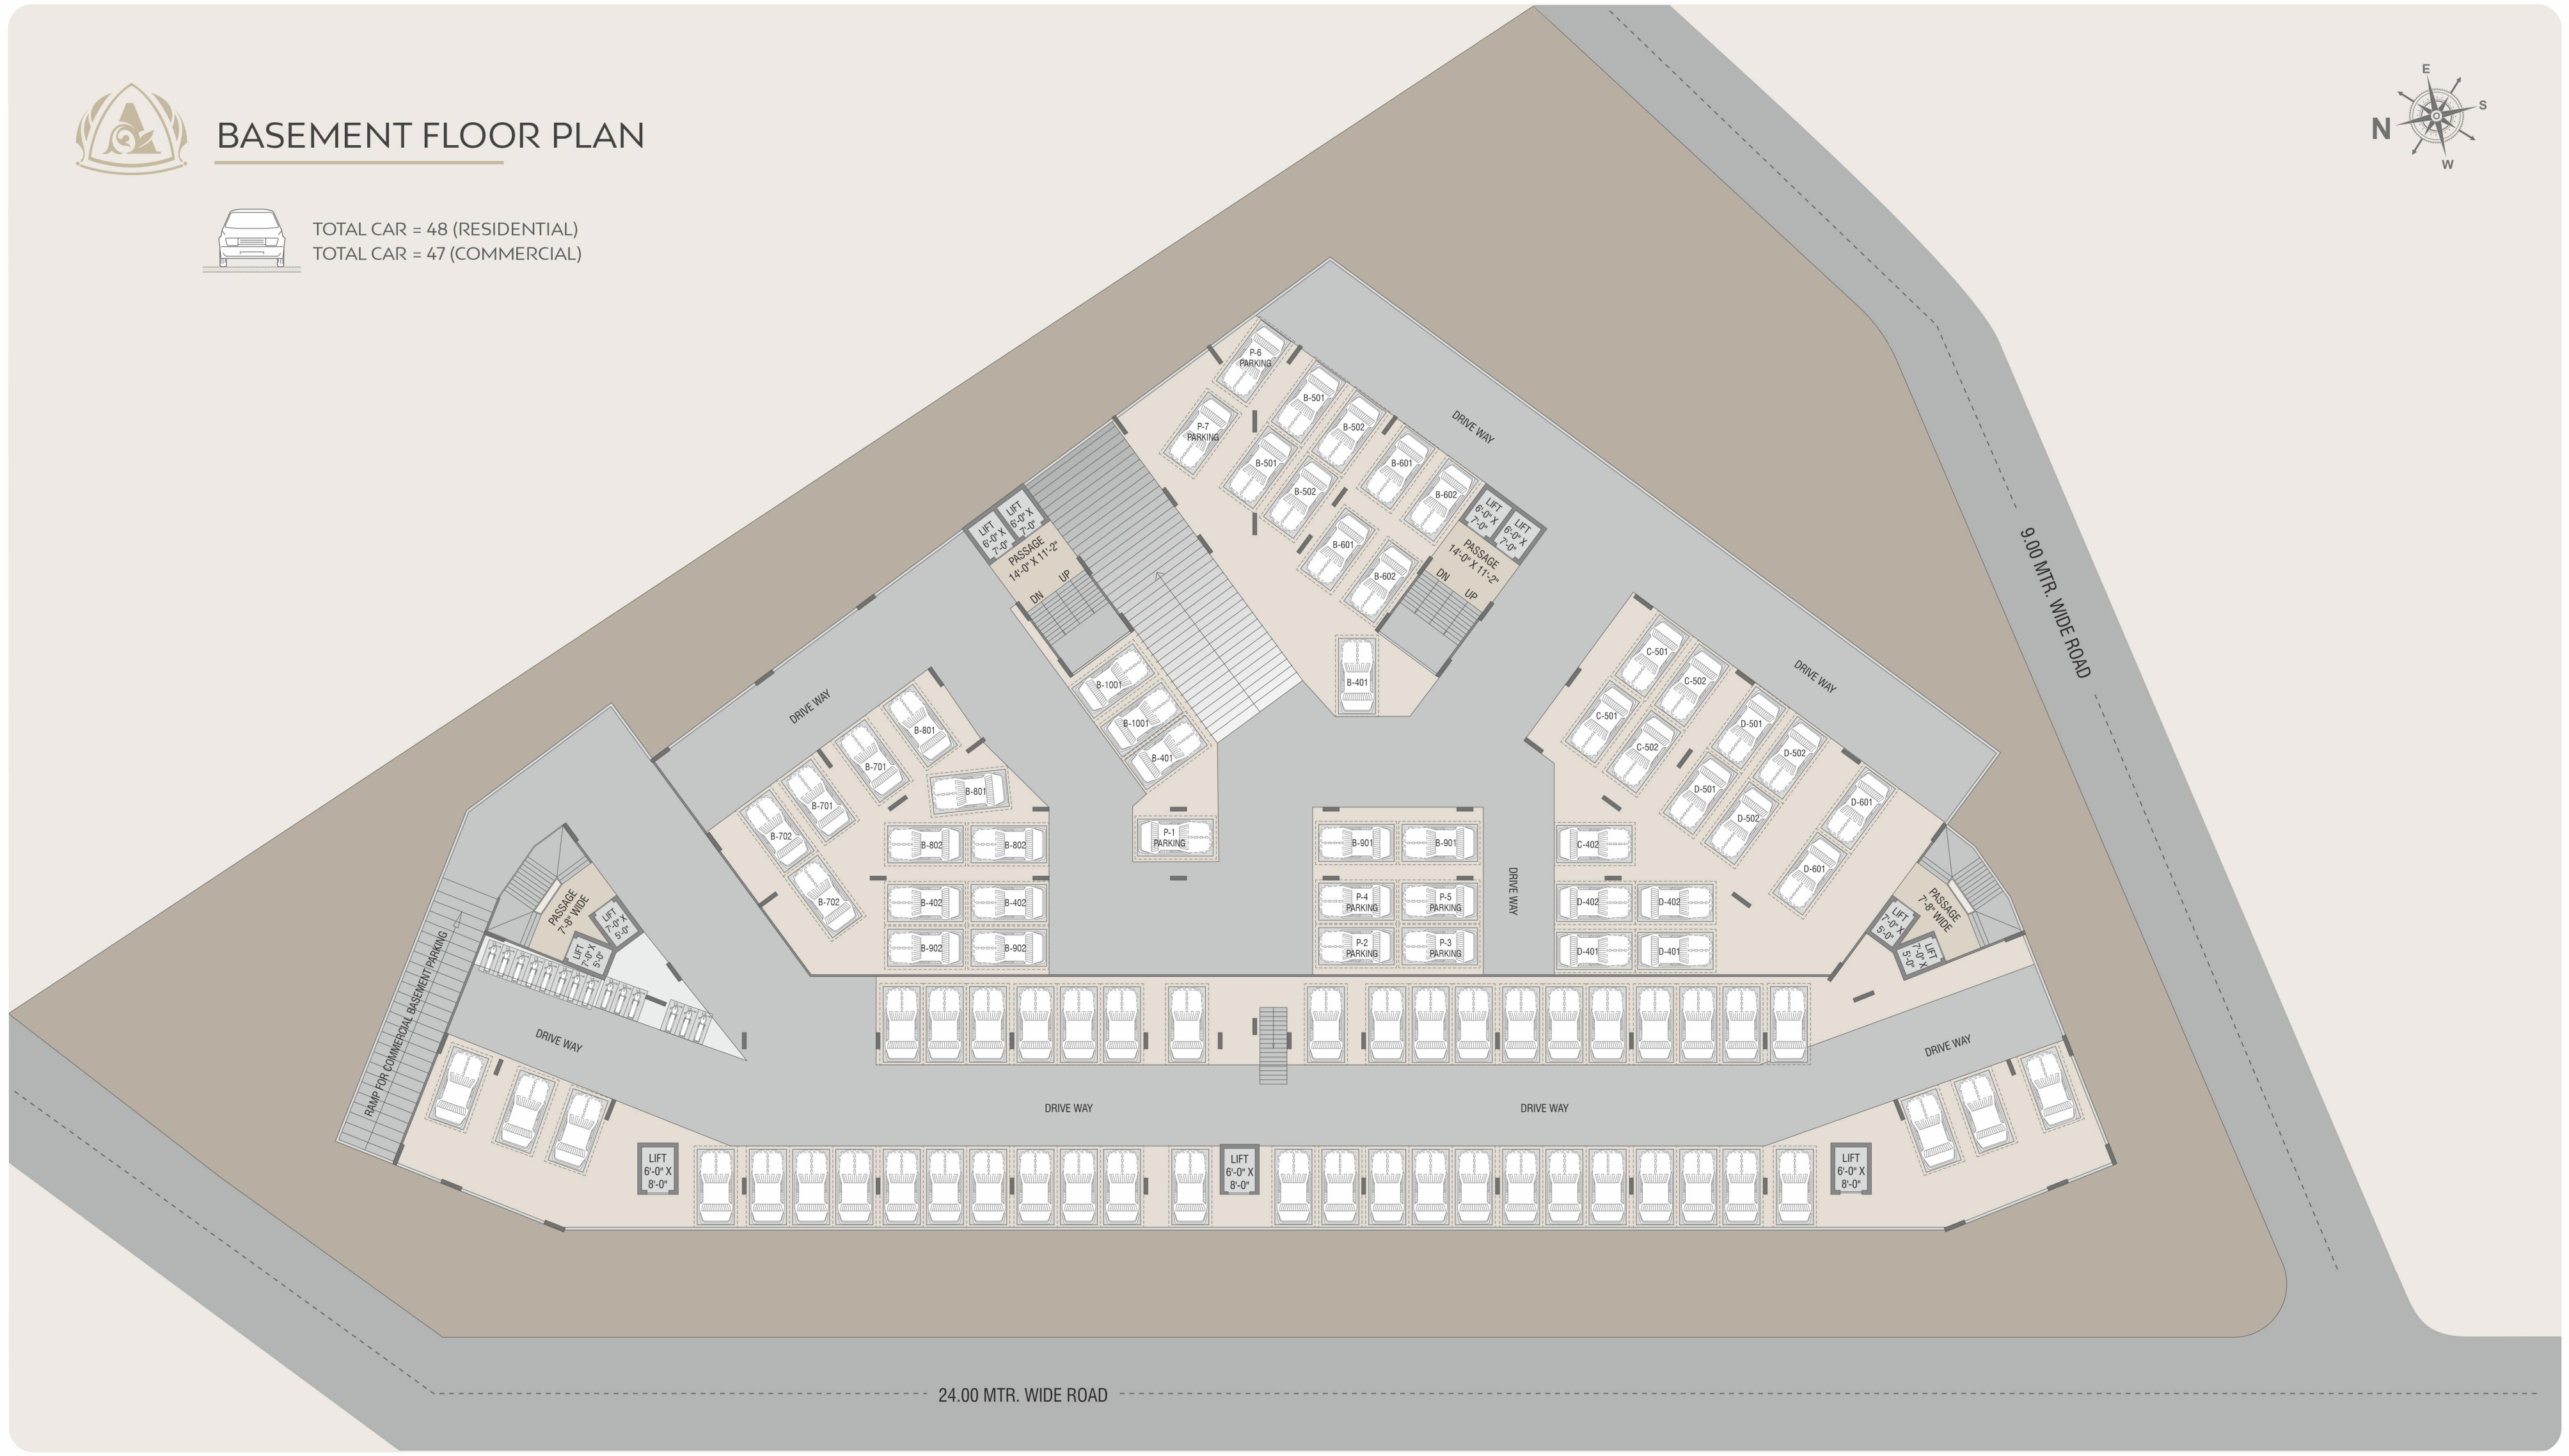 BASEMENT FLOOR PLAN
TOTAL CAR = 48 (RESIDENTIAL)
TOTAL CAR = 47 (COMMERCIAL)
E
S
N
W
P-6
PARKING
P-7
PARKING
B-501
B-502
B-501
B-502
B-601
B-602
B-601
B-602
DRIVE WAY
LIFT
6'-0" X
7'-0"
LIFT
6'-0" X
7'-0"
PASSAGE
14'-0" X 11'-2"
DN
UP
LIFT
6'-0" X
7'-0"
LIFT
6'-0" X
7'-0"
PASSAGE
14'-0" X 11'-2"
DN
UP
9.00 MTR. WIDE ROAD
B-401
B-1001
B-1001
B-401
DRIVE WAY
B-801
B-701
B-801
B-701
B-702
B-702
B-802
B-802
B-402
B-402
B-902
B-902
P-1
PARKING
B-901
B-901
P-4
PARKING
P-5
PARKING
P-2
PARKING
P-3
PARKING
DRIVE WAY
C-501
C-502
C-501
C-502
DRIVE WAY
D-501
D-502
D-501
D-502
D-601
D-601
C-402
D-402
D-402
D-401
D-401
PASSAGE
7'-8" WIDE
LIFT
7'-0" X
5'-0"
LIFT
7'-0" X
5'-0"
PASSAGE
7'-8" WIDE
LIFT
7'-0" X
5'-0"
LIFT
7'-0" X
5'-0"
RAMP FOR COMMERCIAL BASEMENT PARKING
DRIVE WAY
DRIVE WAY
DRIVE WAY
DRIVE WAY
LIFT
6'-0" X
8'-0"
LIFT
6'-0" X
8'-0"
LIFT
6'-0" X
8'-0"
24.00 MTR. WIDE ROAD